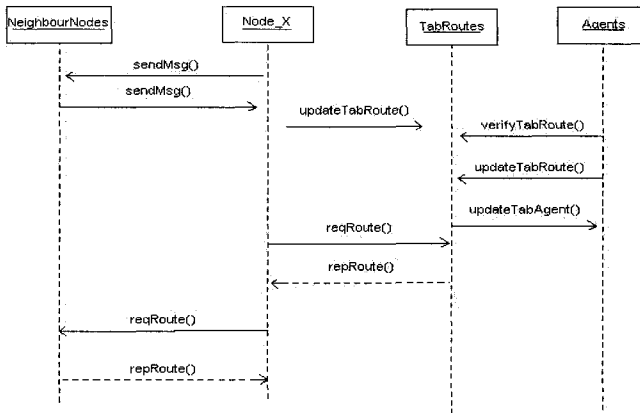 NeighbourNodes
Node_X
TabRoutes
Agents
sendMsg()
sendMsg()
updateTabRoute()
verifyTabRoute()
updateTabRoute()
updateTabAgent()
reqRoute()
repRoute()
reqRoute()
repRoute()